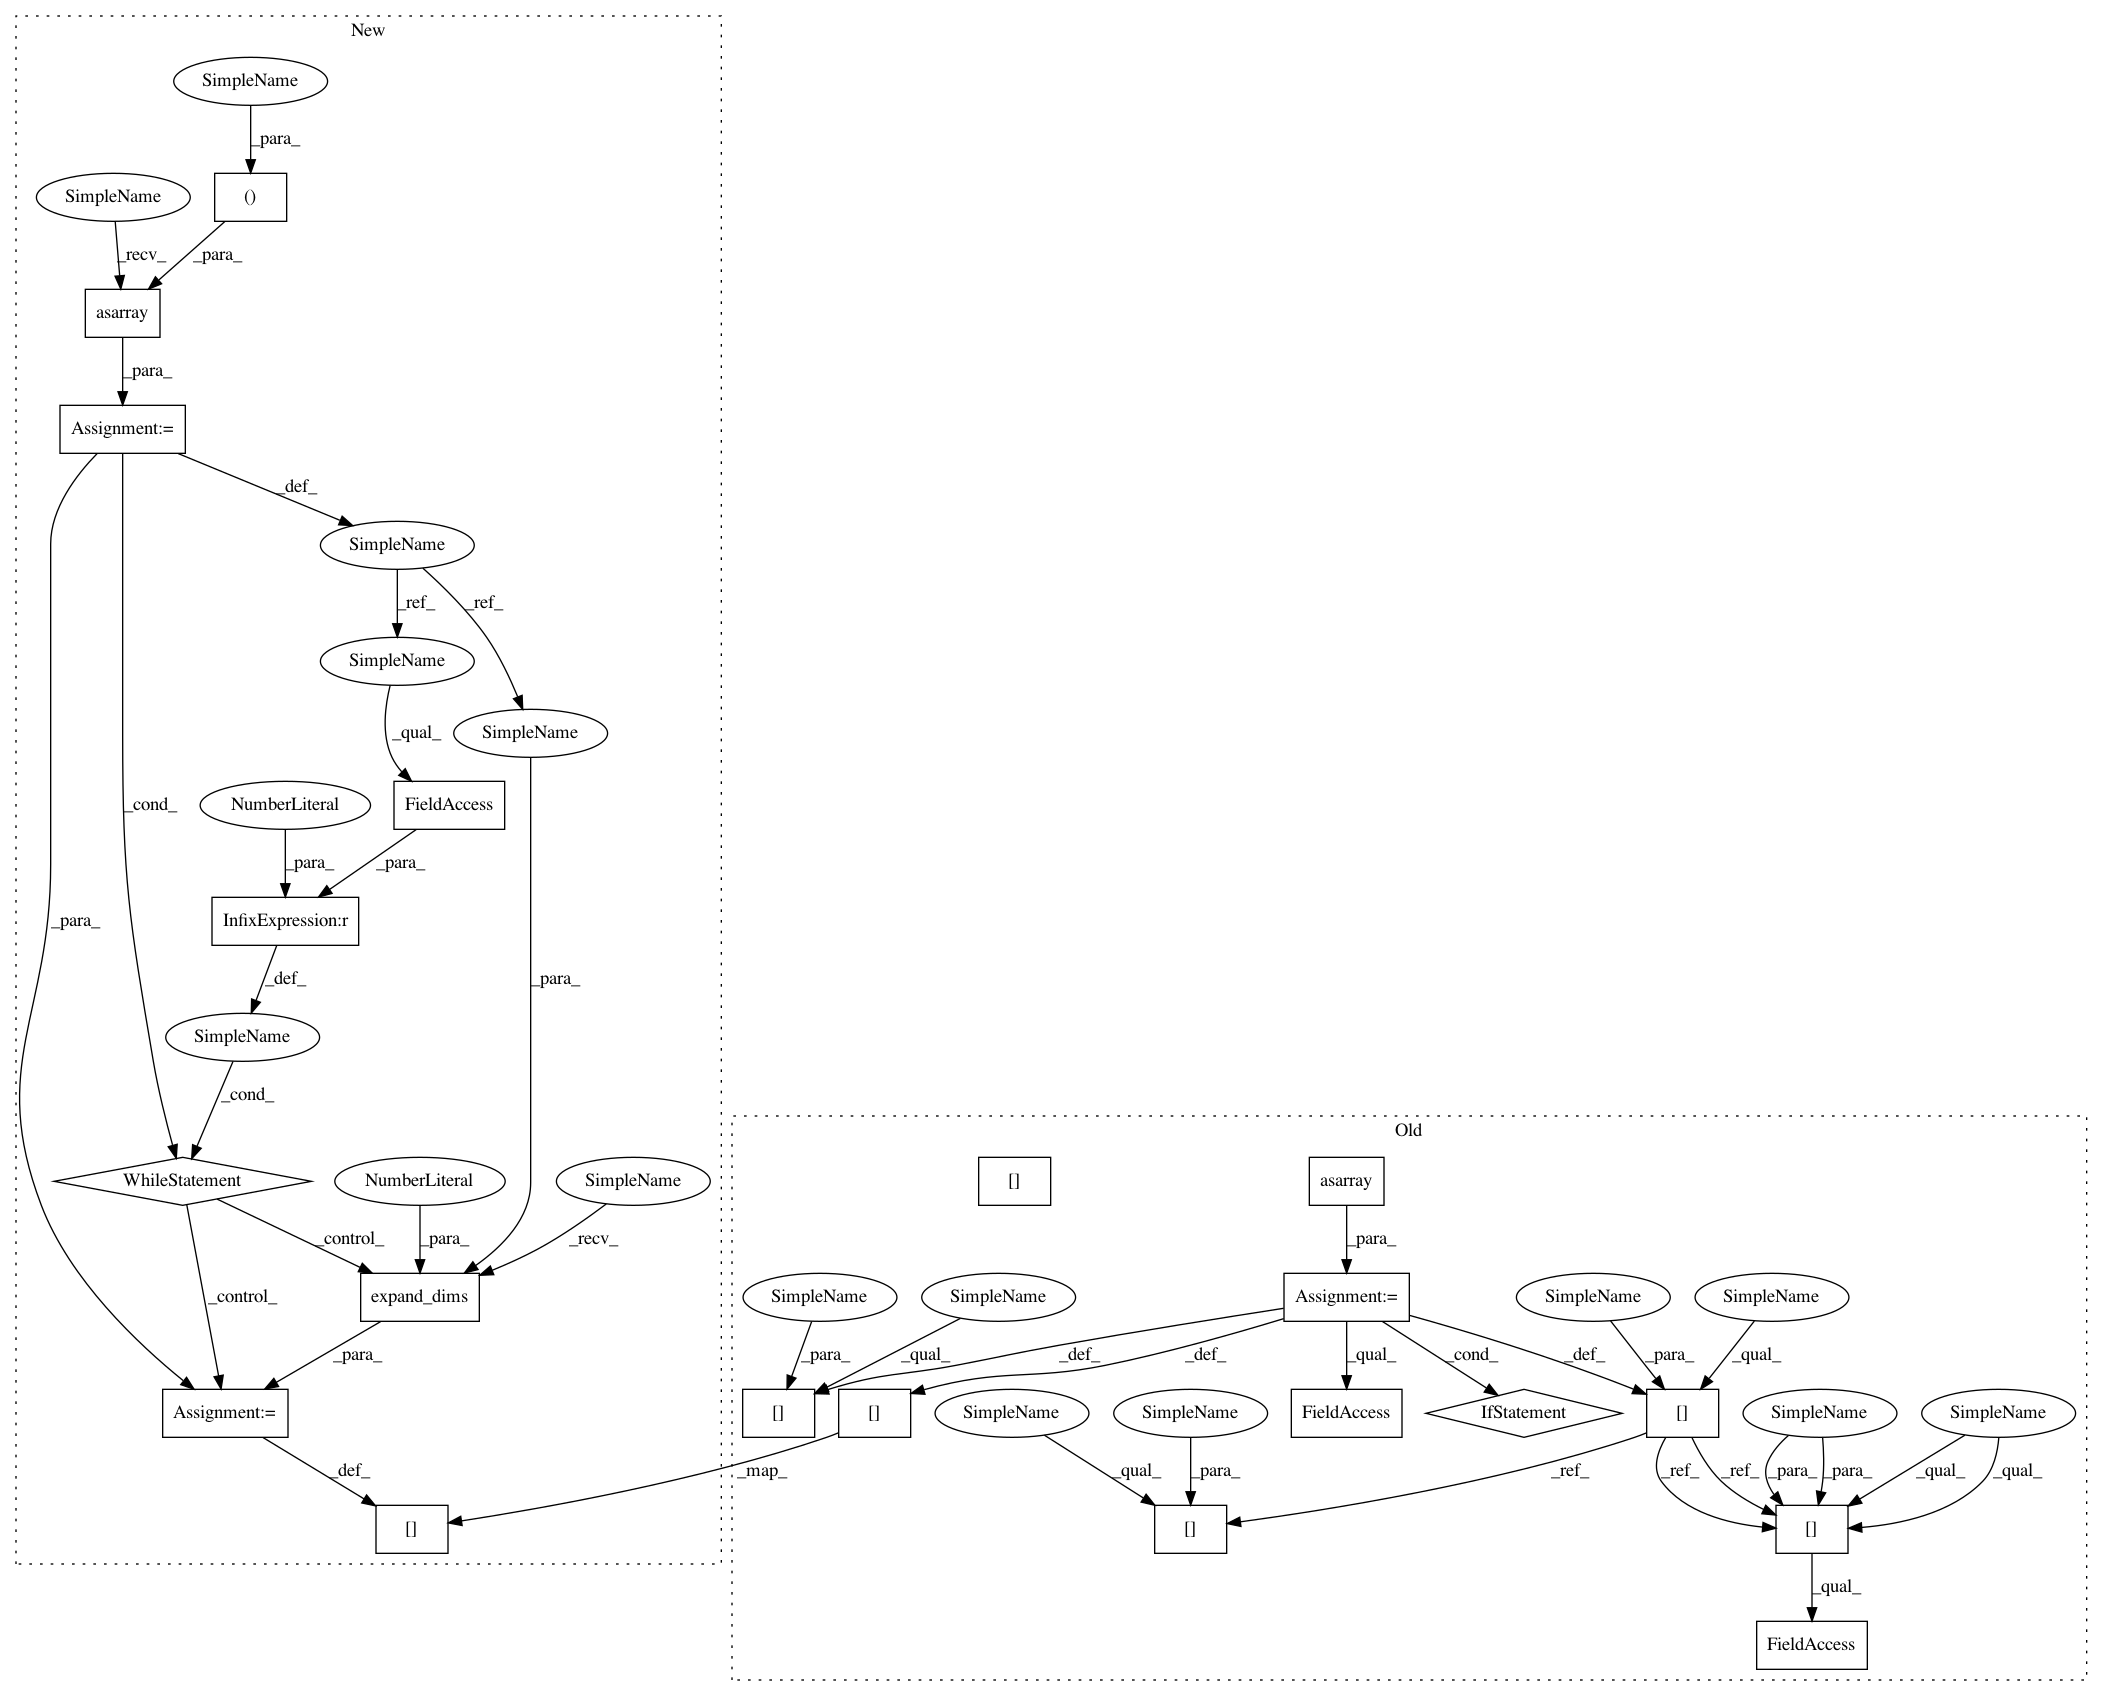 New
SimpleName
_para_
SimpleName
()
_recv_
_para_
asarray
_para_
Assignment:=
_def_
SimpleName
_ref_
_ref_
SimpleName
SimpleName
_qual_
NumberLiteral
FieldAccess
_cond_
_para_
_para_
InfixExpression:r
_para_
_def_
_para_
SimpleName
_cond_
Old
WhileStatement
NumberLiteral
SimpleName
[]
asarray
_control_
_para_
_recv_
_para_
_control_
expand_dims
SimpleName
SimpleName
Assignment:=
SimpleName
SimpleName
_para_
_para_
_qual_
_def_
_def_
_qual_
_cond_
_def_
_para_
_qual_
Assignment:=
[]
[]
SimpleName
SimpleName
FieldAccess
IfStatement
[]
SimpleName
SimpleName
_def_
_map_
_qual_
_para_
_ref_
_ref_
_ref_
_para_
_para_
_qual_
_qual_
[]
[]
[]
_qual_
FieldAccess